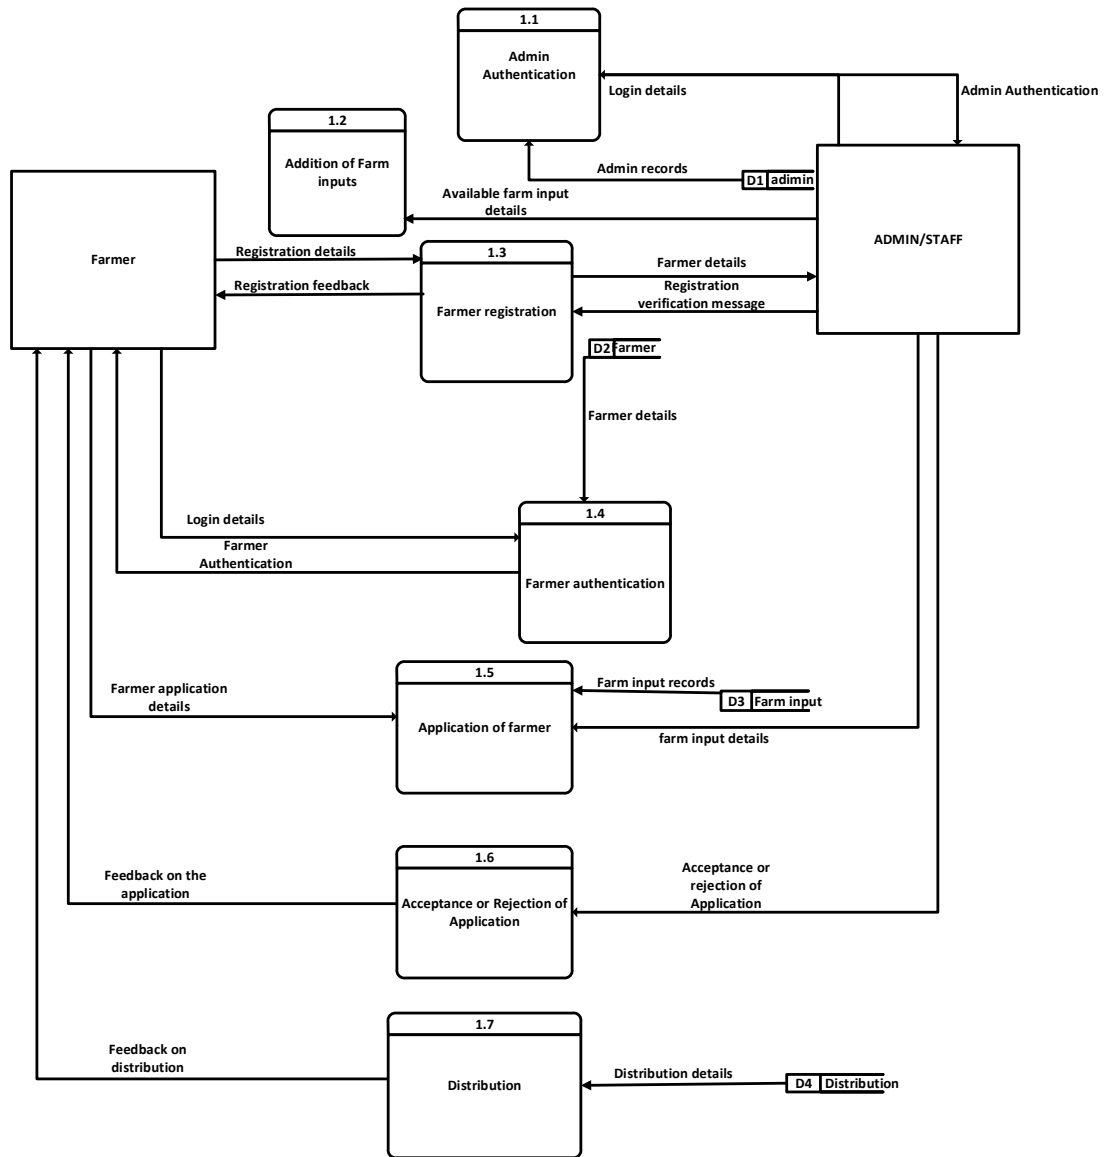 1.1
Admin
Authentication
Login details
Admin Authentication
1.2
Addition of Farm
inputs
Admin records
D1 adimin
Available farm input
details
ADMIN/STAFF
Farmer
Registration details
1.3
Farmer details
Registration feedback
Registration
verification message
Farmer registration
D2 Farmer
Farmer details
1.4
Login details
Farmer
Authentication
Farmer authentication
1.5
Farm input records
D3 Farm input
Farmer application
details
Application of farmer
farm input details
1.6
Feedback on the
application
Acceptance or Rejection of
Application
Acceptance or
rejection of
Application
1.7
Feedback on
distribution
Distribution
Distribution details
D4 Distribution